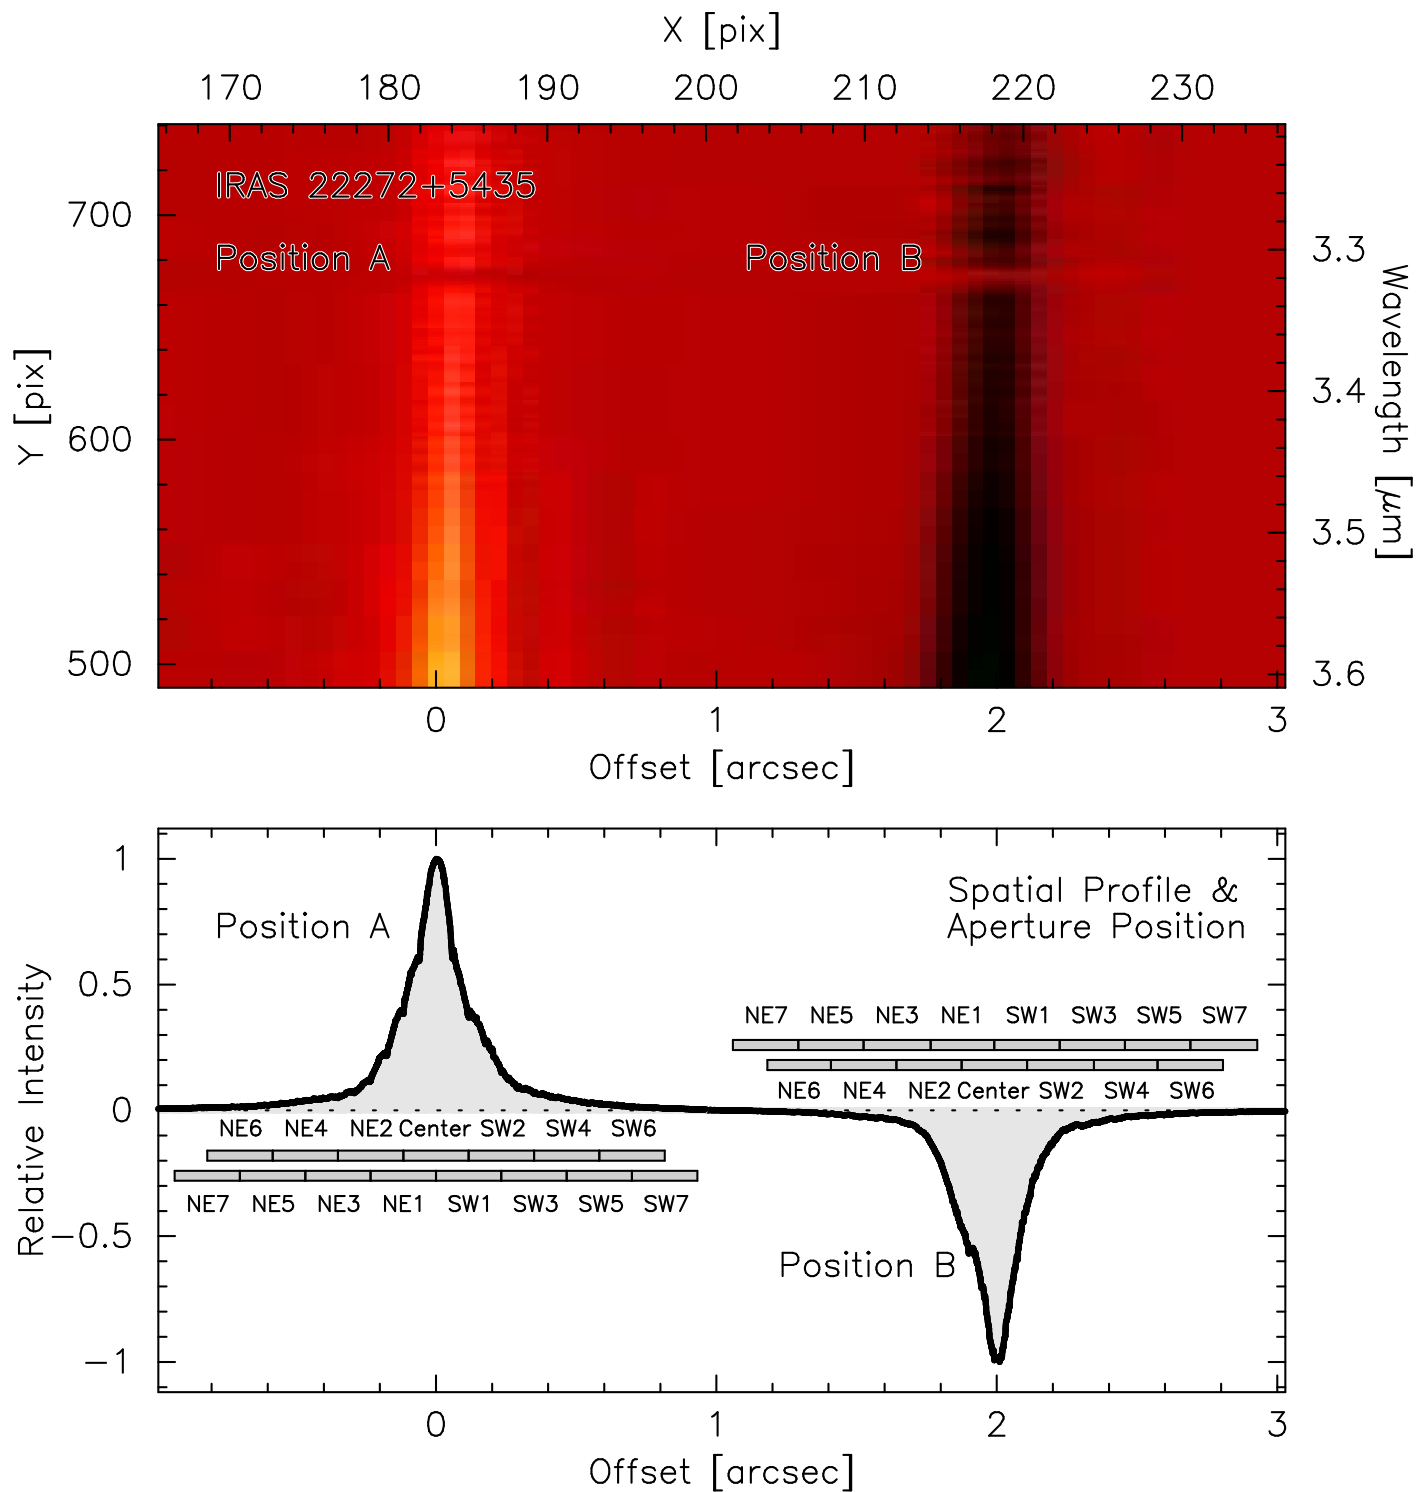 X [pix]
170 180 190 200 210 220 230
IRAS 22272+5435
Position A
Position B
700
600
500
Y [pix]
3.3
3.4
3.5
3.6
Wavelength [μm]
0 1 2 3
Offset [arcsec]
1
0.5
0
−0.5
−1
Relative Intensity
Position A
Spatial Profile &
Aperture Position
NE7 NE5 NE3 NE1 SW1 SW3 SW5 SW7
NE6 NE4 NE2 Center SW2 SW4 SW6
NE6 NE4 NE2 Center SW2 SW4 SW6
NE7 NE5 NE3 NE1 SW1 SW3 SW5 SW7
Position B
0 1 2 3
Offset [arcsec]